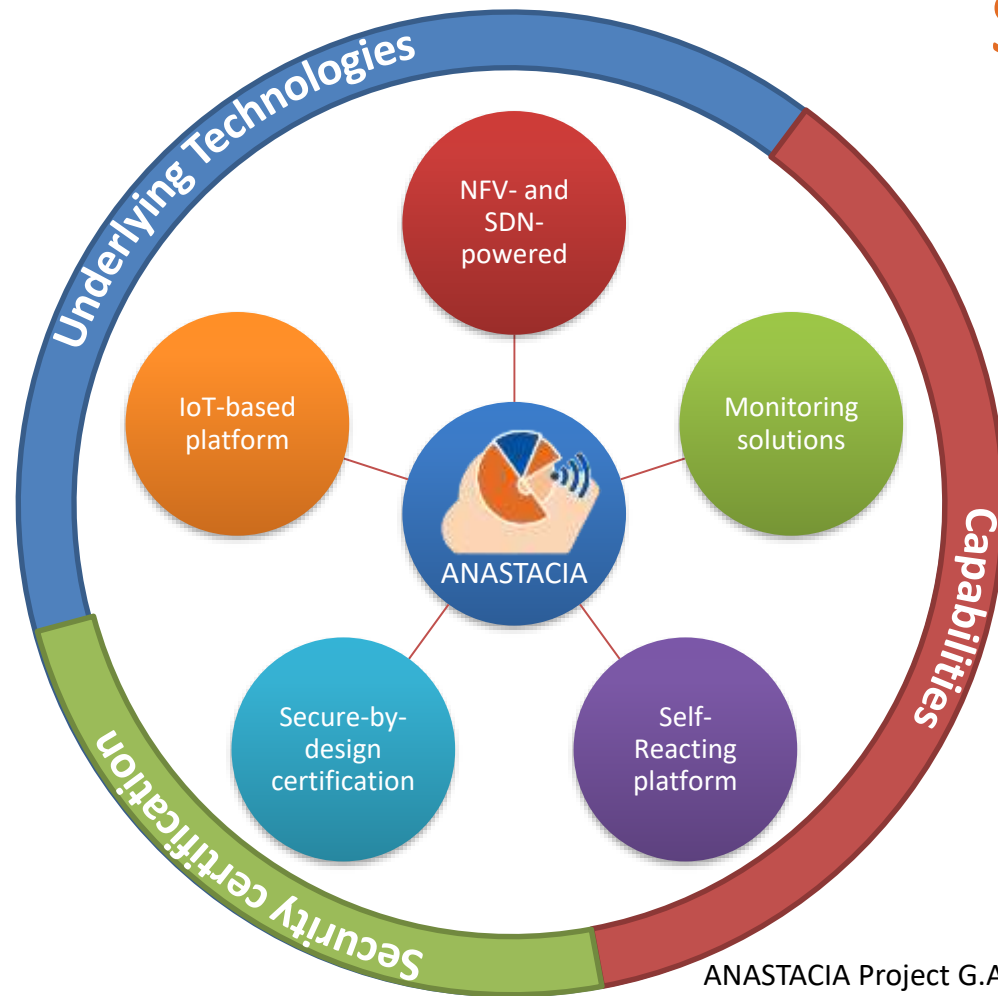 Underlying Technologies
NFV- and
SDN-
powered
IoT-based
platform
Monitoring
solutions
ANASTACIA
Capabilities
Secure-by-
design
certification
Self-
Reacting
platform
Security certification
ANASTACIA Project G.A